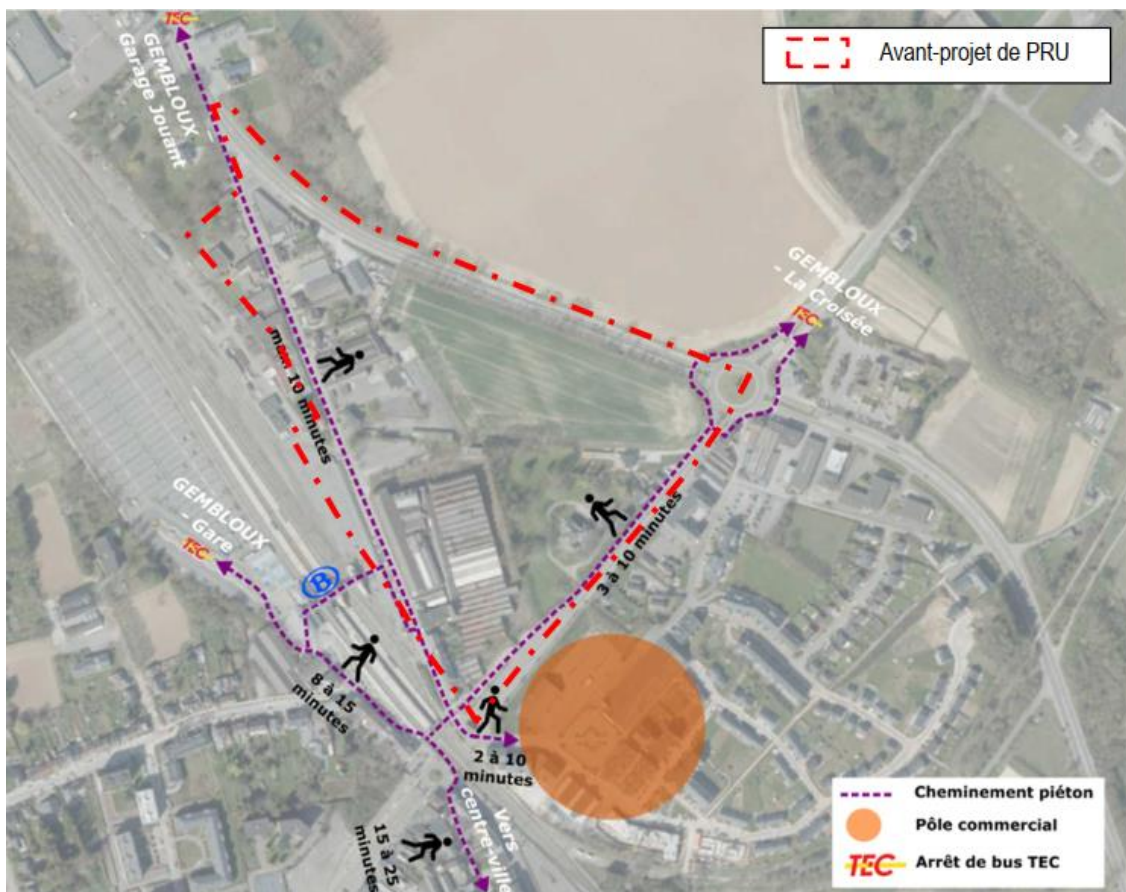 TEC
GEMBLOUX
- Garage Jouant
Avant-projet de PRU
GEMBLOUX
- La Croisée
TEC
max. 10 minutes
GEMBLOUX
- Gare
TEC
B
3 à 10 minutes
8 à 15
minutes
2 à 10
minutes
Vers
centre-ville
15 à 25
minutes
Cheminement piéton
Pôle commercial
TEC Arrêt de bus TEC